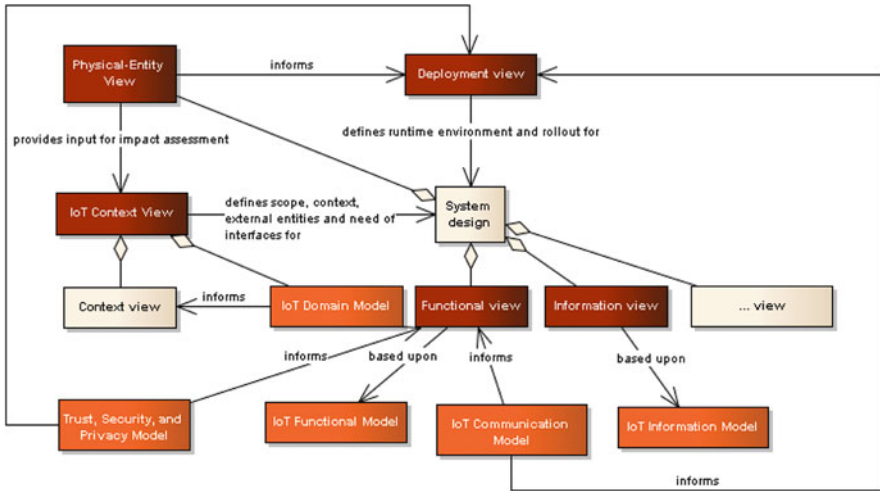 Physical-Entity
View
informs
Deployment view
provides input for impact assessment
defines runtime environment and rollout for
IoT Context View
defines scope, context,
external entities and need of
interfaces for
System
design
Context view
informs
IoT Domain Model
Functional view
Information view
... view
informs
based upon
informs
based upon
Trust, Security, and
Privacy Model
IoT Functional Model
IoT Communication
Model
IoT Information Model
informs